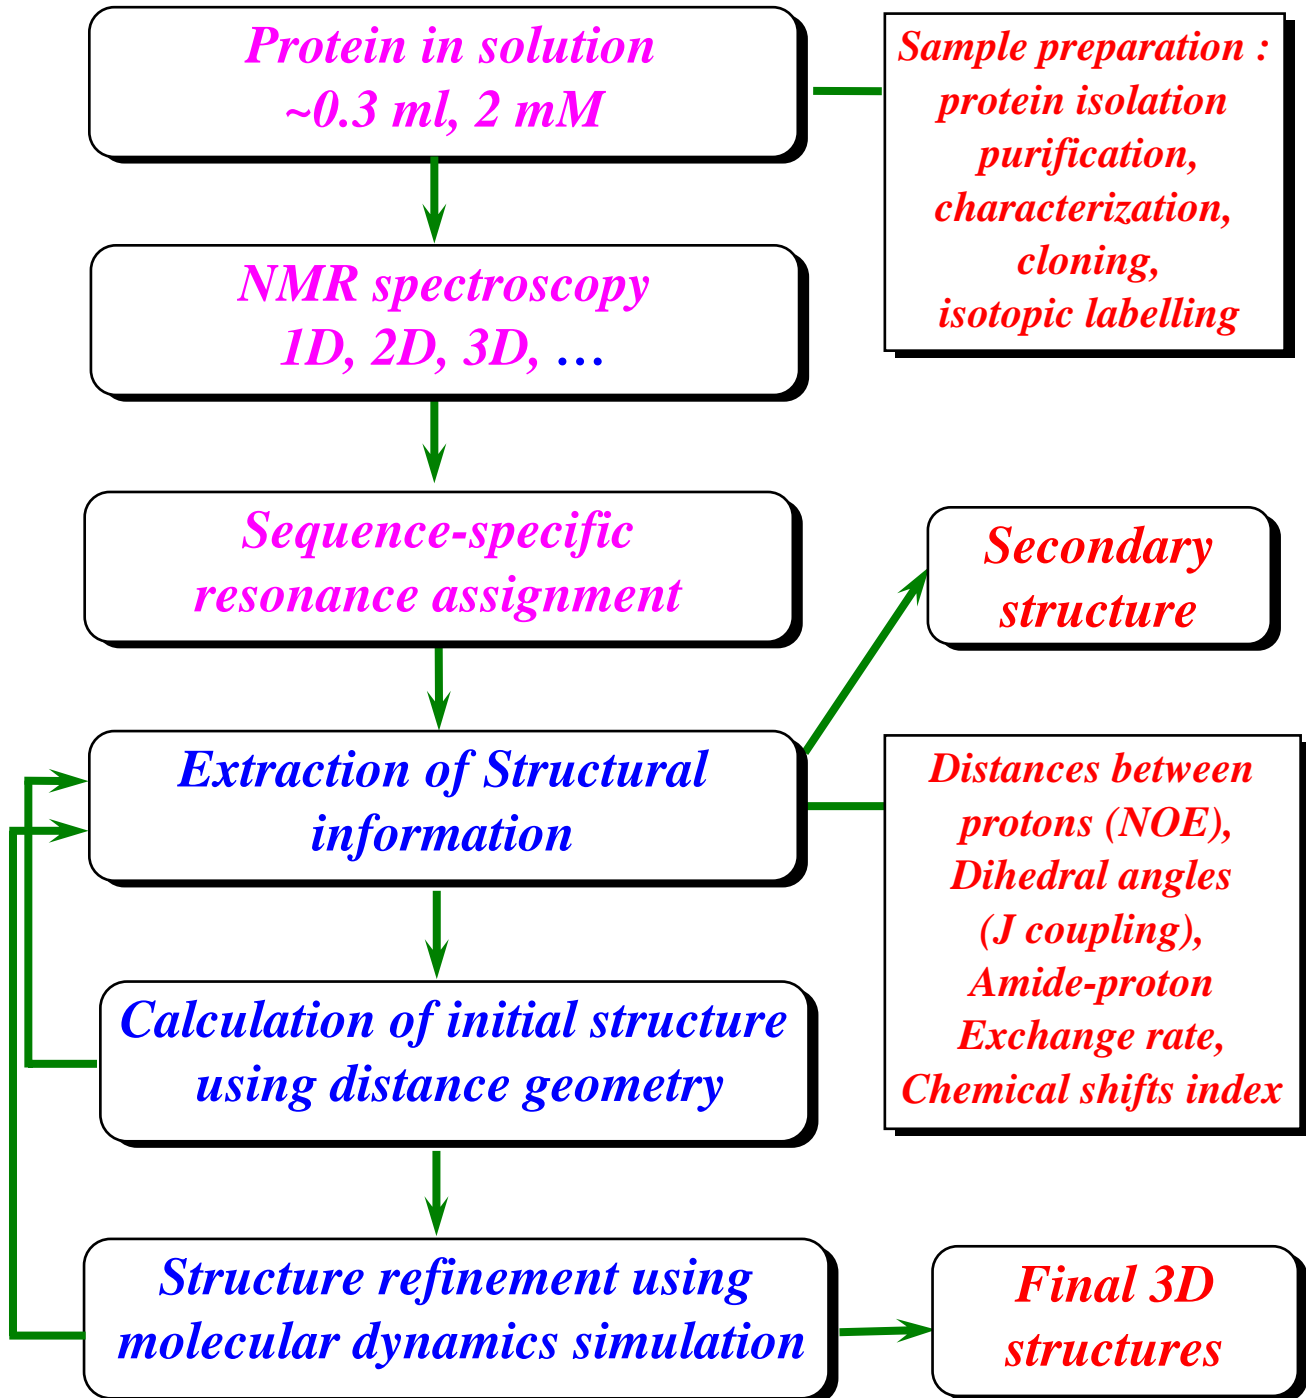 Protein in solution
~0.3 ml, 2 mM
Sample preparation :
protein isolation
purification,
characterization,
cloning,
isotopic labelling
NMR spectroscopy
1D, 2D, 3D, …
Sequence-specific
resonance assignment
Secondary
structure
Extraction of Structural
information
Distances between
protons (NOE),
Dihedral angles
(J coupling),
Amide-proton
Exchange rate,
Chemical shifts index
Calculation of initial structure
using distance geometry
Structure refinement using
molecular dynamics simulation
Final 3D
structures